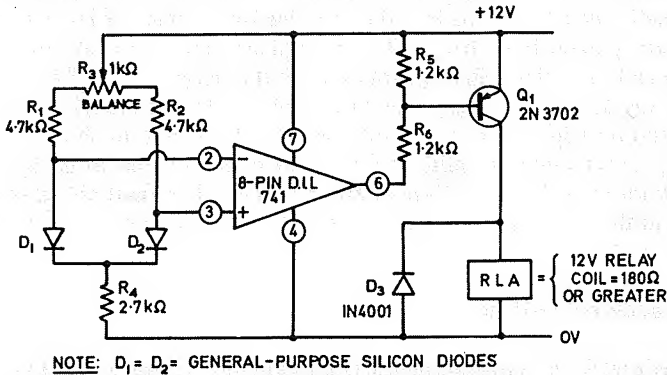 +12V
R3 1kΩ
BALANCE
R1
4.7kΩ
R2
4.7kΩ
R5
1.2kΩ
R6
1.2kΩ
Q1
2N 3702
7
2
−
8-PIN D.I.L
741
6
3
+
4
D1
D2
R4
2.7kΩ
D3
IN4001
RLA
=
12V RELAY
COIL = 180Ω
OR GREATER
0V
NOTE: D1 = D2 = GENERAL-PURPOSE SILICON DIODES